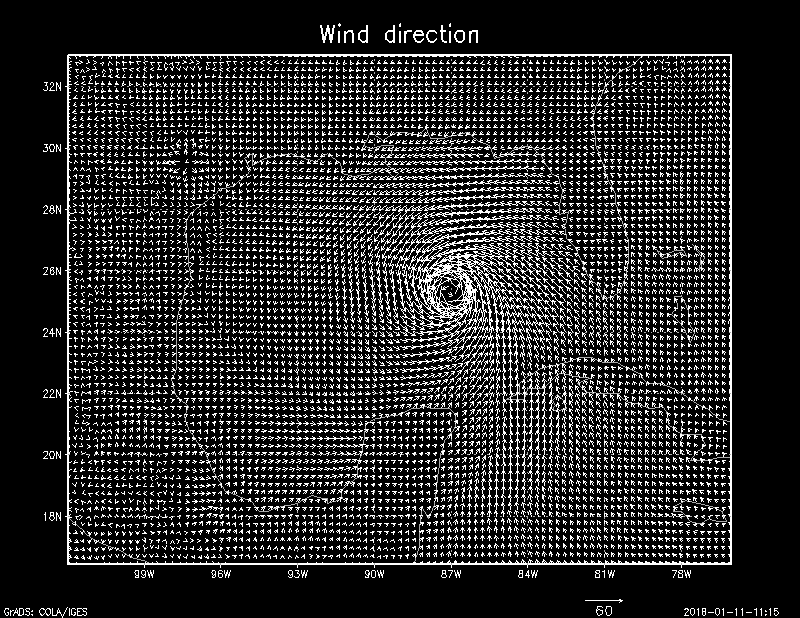 Wind direction
32N
30N
28N
26N
24N
22N
20N
18N
99W 96W 93W 90W 87W 84W 81W 78W
60
GrADS: COLA/IGES 2018-01-11-11:15